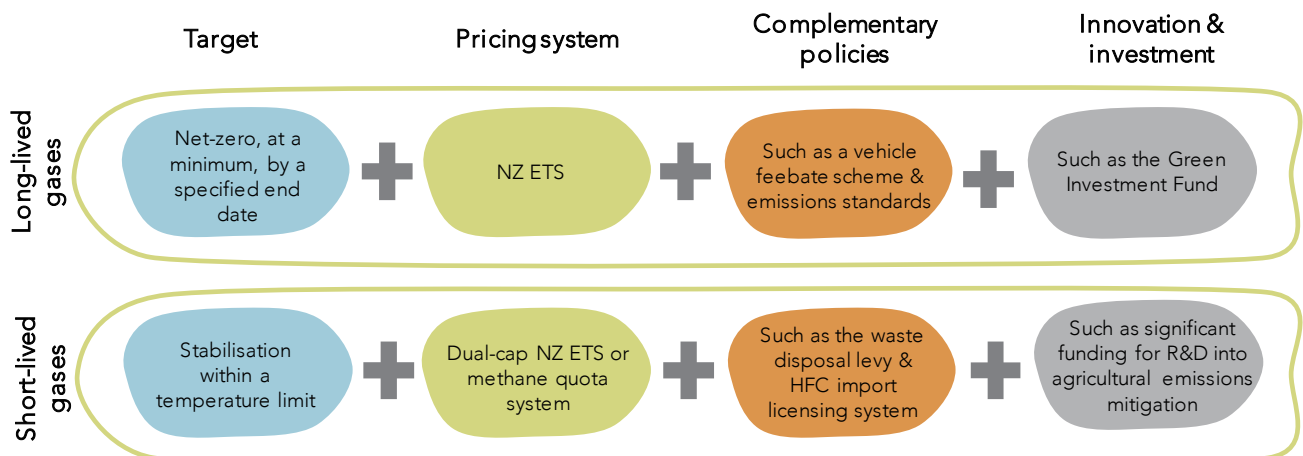 Target
Pricing system
Complementary
policies
Innovation &
investment
Long-lived
gases
Net-zero, at a
minimum, by a
specified end
date
NZ ETS
Such as a vehicle
feebate scheme &
emissions standards
Such as the Green
Investment Fund
Short-lived
gases
Stabilisation
within a
temperature limit
Dual-cap NZ ETS or
methane quota
system
Such as the waste
disposal levy &
HFC import
licensing system
Such as significant
funding for R&D into
agricultural emissions
mitigation